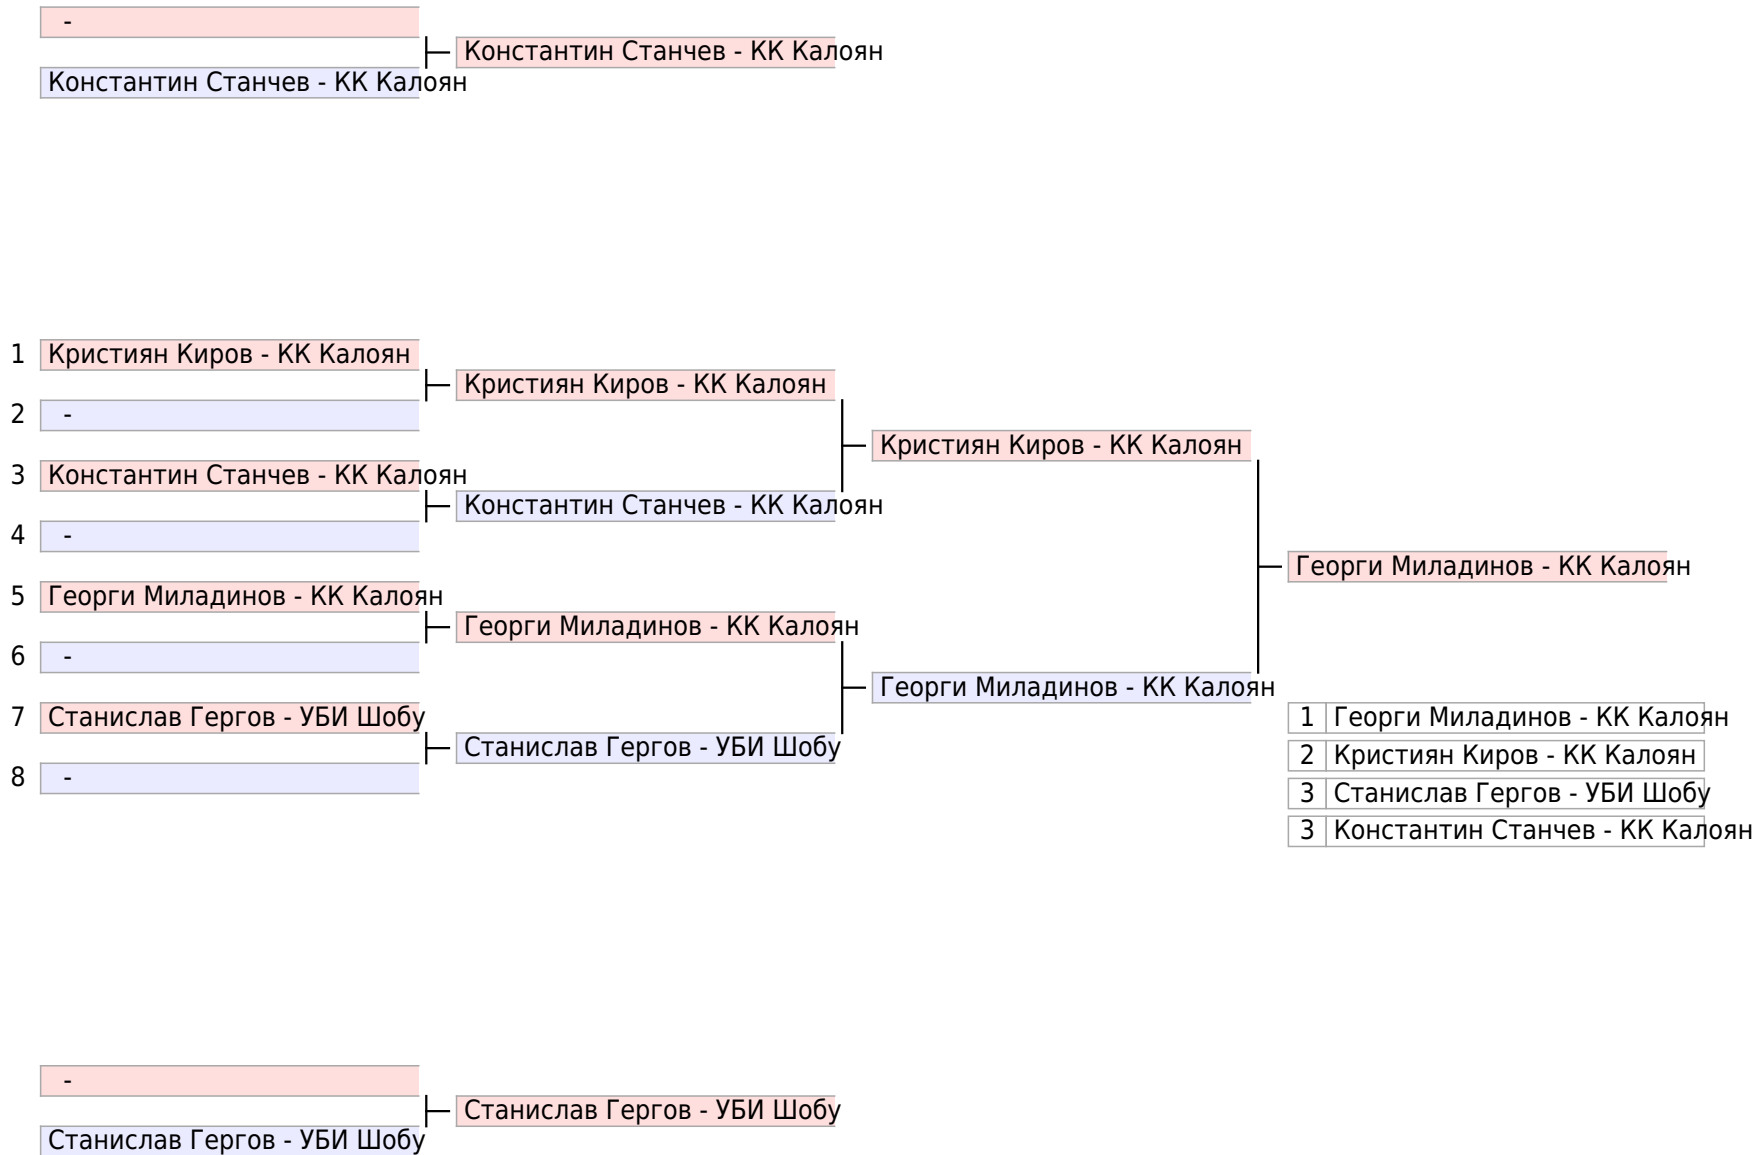 -
Константин Станчев - КК Калоян
Константин Станчев - КК Калоян
1 Кристиян Киров - КК Калоян
Кристиян Киров - КК Калоян
2 -
Кристиян Киров - КК Калоян
3 Константин Станчев - КК Калоян
Константин Станчев - КК Калоян
4 -
Георги Миладинов - КК Калоян
5 Георги Миладинов - КК Калоян
Георги Миладинов - КК Калоян
6 -
Георги Миладинов - КК Калоян
7 Станислав Гергов - УБИ Шобу
Станислав Гергов - УБИ Шобу
8 -
1 Георги Миладинов - КК Калоян
2 Кристиян Киров - КК Калоян
3 Станислав Гергов - УБИ Шобу
3 Константин Станчев - КК Калоян
-
Станислав Гергов - УБИ Шобу
Станислав Гергов - УБИ Шобу